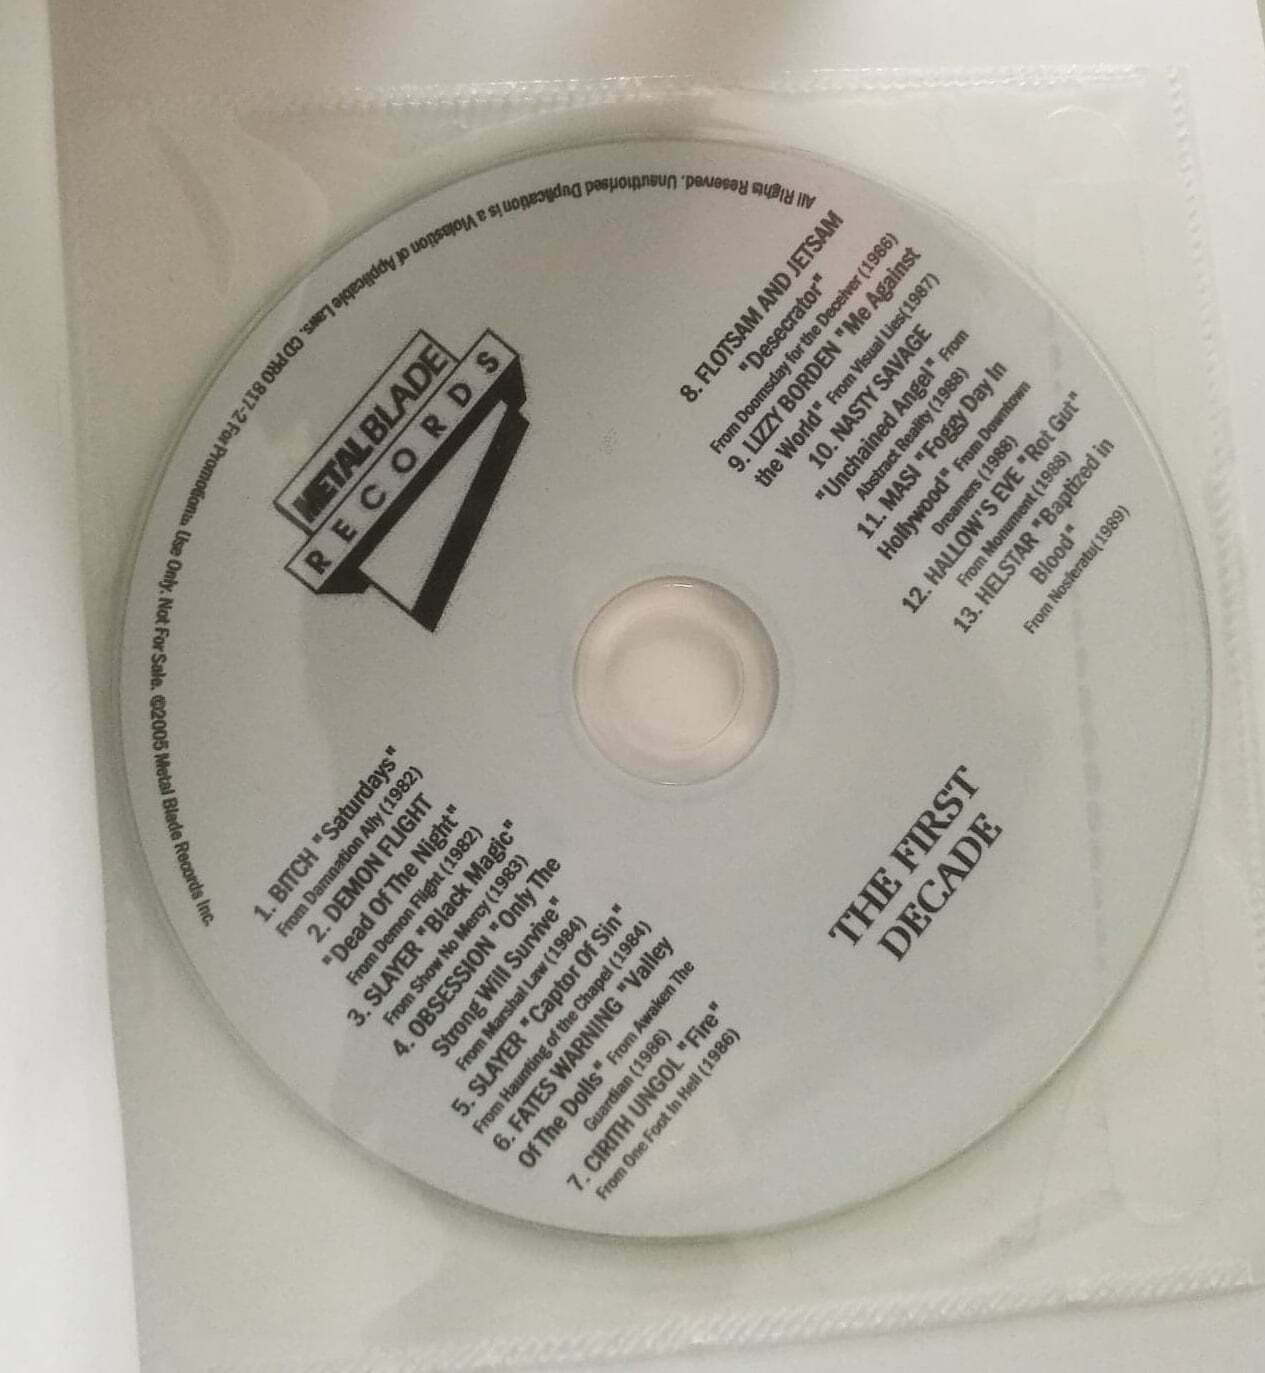 METAL BLADE
RECORDS
1. BITCH "Saturdays"
From Damnation Ally (1982)
2. DEMON FLIGHT
"Dead Of The Night"
From Demon Flight (1982)
3. SLAYER "Black Magic"
From Show No Mercy (1983)
4. OBSESSION "Only The
Strong Will Survive"
From Marshal Law (1984)
5. SLAYER "Captor Of Sin"
From Haunting of the Chapel (1984)
6. FATES WARNING "Valley
Of The Dolls" From Awaken The
Guardian (1986)
7. CIRITH UNGOL "Fire"
From One Foot In Hell (1986)
8. FLOTSAM AND JETSAM
"Desecrator"
From Doomsday for the Deceiver (1986)
9. LIZZY BORDEN "Me Against
the World" From Visual Lies(1987)
10. NASTY SAVAGE
"Unchained Angel" From
Abstract Reality (1988)
11. MASI "Foggy Day In
Hollywood" From Downtown
Dreamers (1988)
12. HALLOW'S EVE "Rot Gut"
From Monument (1988)
13. HELSTAR "Baptized in
Blood"
From Nosferatu(1989)
THE FIRST
DECADE
All Rights Reserved. Unauthorised Duplication is a Violastion of Applicable Laws. CD PRO 817-2 For Promotions Use Only. Not For Sale. ©2005 Metal Blade Records Inc.